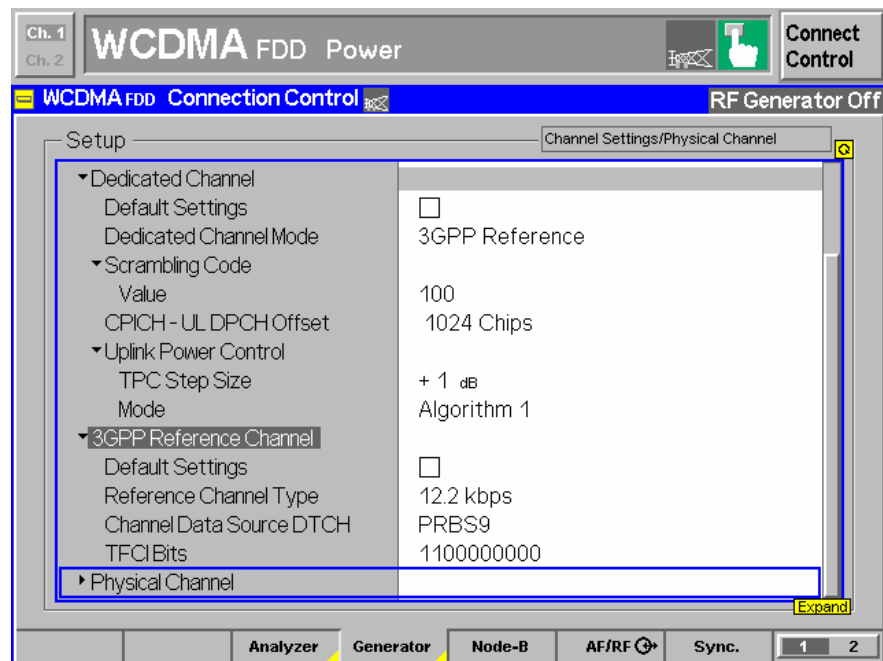 Ch. 1
Ch. 2
WCDMA FDD Power
Connect
Control
WCDMA FDD Connection Control
RF Generator Off
Setup
Channel Settings/Physical Channel
Dedicated Channel
Default Settings
Dedicated Channel Mode 3GPP Reference
Scrambling Code
Value 100
CPICH - UL DPCH Offset 1024 Chips
Uplink Power Control
TPC Step Size + 1 dB
Mode Algorithm 1
3GPP Reference Channel
Default Settings
Reference Channel Type 12.2 kbps
Channel Data Source DTCH PRBS9
TFCI Bits 1100000000
Physical Channel
Expand
Analyzer Generator Node-B AF/RF Sync. 1 2